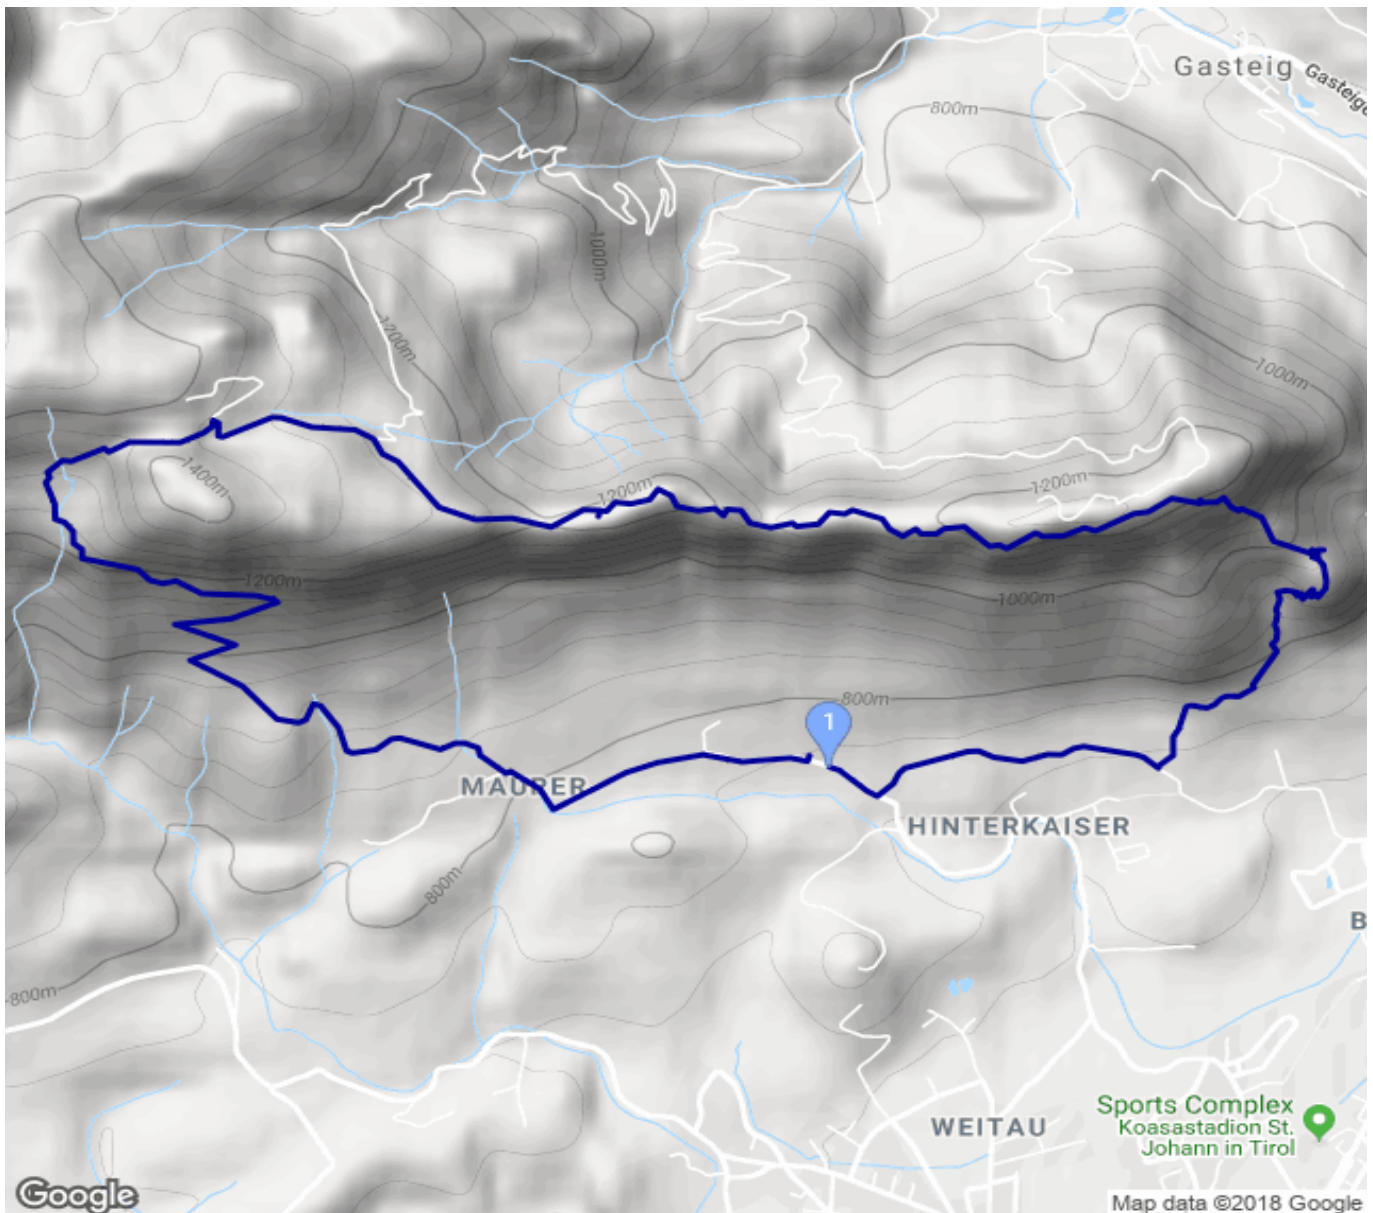 Gasteig
Gasteige
800m
1000m
1200m
1000m
1400m
1200m
1200m
1200m
1000m
800m
1
MAURER
HINTERKAISER
800m
B
800m
WEITAU
Sports Complex
Koasastadion St.
Johann in Tirol
Google
Map data ©2018 Google